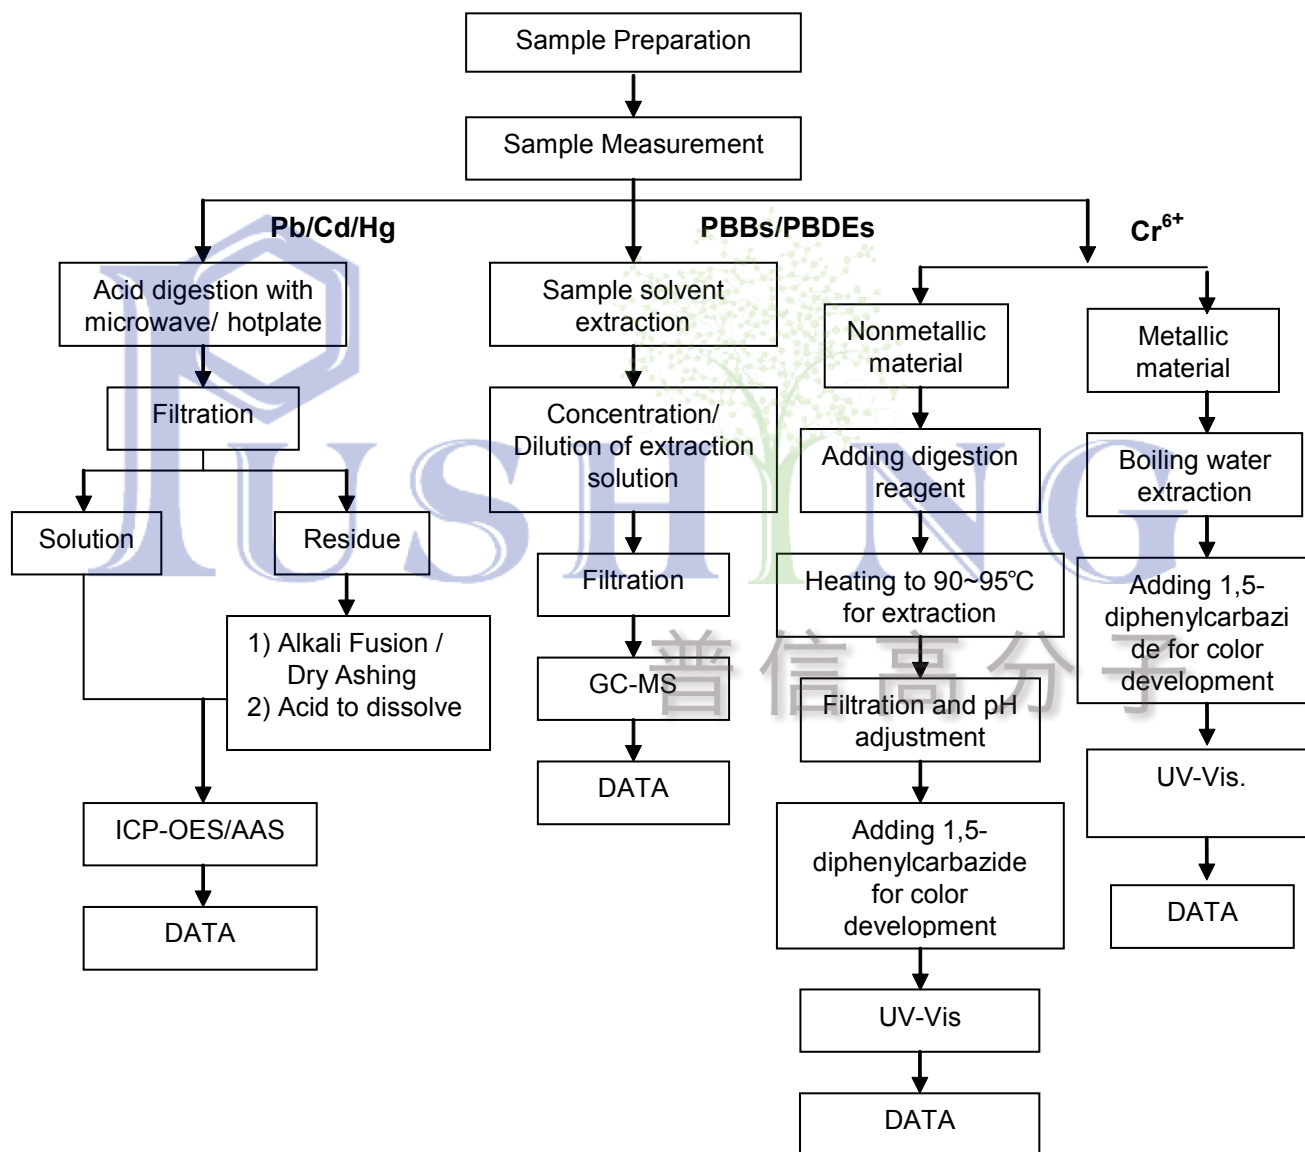 Sample Preparation
Sample Measurement
Pb/Cd/Hg
PBBs/PBDEs
Cr⁶⁺
Acid digestion with
microwave/ hotplate
Filtration
Solution
Residue
1) Alkali Fusion /
Dry Ashing
2) Acid to dissolve
ICP-OES/AAS
DATA
Sample solvent
extraction
Concentration/
Dilution of extraction
solution
Filtration
GC-MS
DATA
Nonmetallic
material
Adding digestion
reagent
Heating to 90~95℃
for extraction
Filtration and pH
adjustment
Adding 1,5-
diphenylcarbazide
for color
development
UV-Vis
DATA
Metallic
material
Boiling water
extraction
Adding 1,5-
diphenylcarbazi
de for color
development
UV-Vis.
DATA
PUSHING
普信高分子